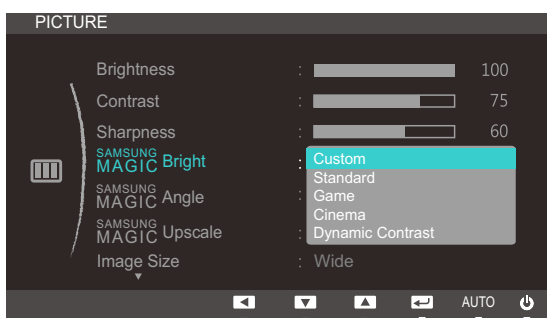 PICTURE
Brightness : 100
Contrast : 75
Sharpness : 60
SAMSUNG MAGIC Bright : Custom
Standard
SAMSUNG MAGIC Angle : Game
Cinema
SAMSUNG MAGIC Upscale : Dynamic Contrast
Image Size : Wide
AUTO